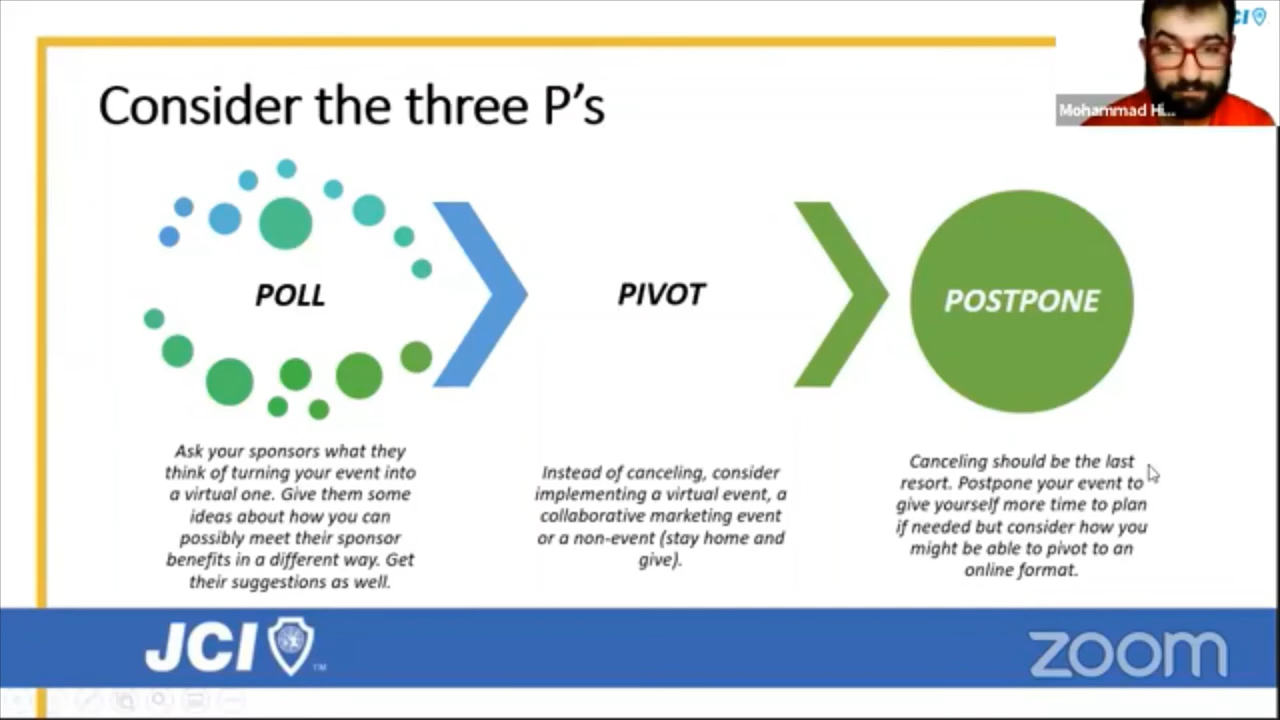 CI
Consider the three P's
Mohammad Hi...
POLL
PIVOT
POSTPONE
Ask your sponsors what they
think of turning your event into
a virtual one. Give them some
ideas about how you can
possibly meet their sponsor
benefits in a different way. Get
their suggestions as well.
Instead of canceling, consider
implementing a virtual event, a
collaborative marketing event
or a non-event (stay home and
give).
Canceling should be the last
resort. Postpone your event to
give yourself more time to plan
if needed but consider how you
might be able to pivot to an
online format.
JCI
TM
zoom